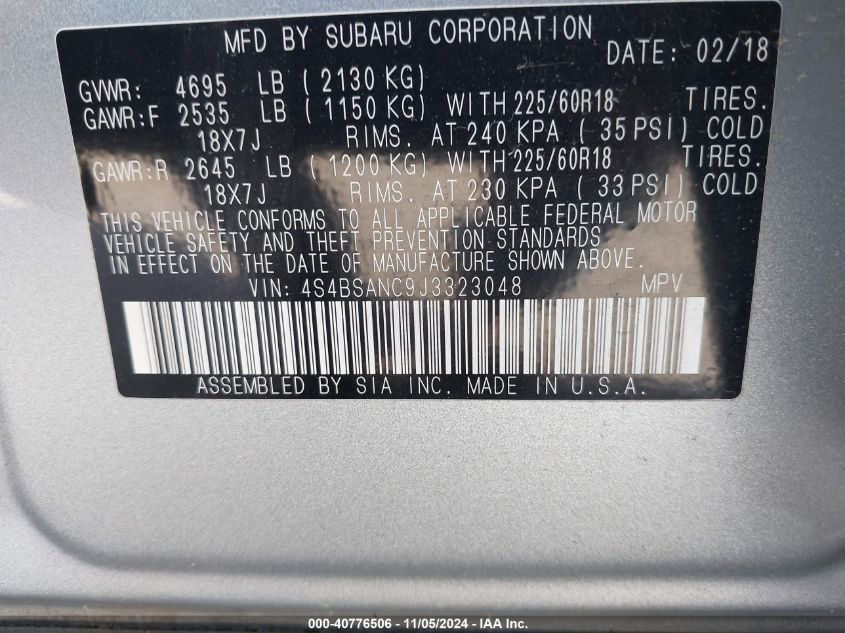 MFD BY SUBARU CORPORATION
DATE: 02/18
GVWR: 4695 LB ( 2130 KG)
GAWR:F 2535 LB ( 1150 KG) WITH 225/60R18 TIRES.
18X7J RIMS. AT 240 KPA ( 35 PSI) COLD
GAWR:R 2645 LB ( 1200 KG) WITH 225/60R18 TIRES.
18X7J RIMS. AT 230 KPA ( 33 PSI) COLD
THIS VEHICLE CONFORMS TO ALL APPLICABLE FEDERAL MOTOR
VEHICLE SAFETY AND THEFT PREVENTION STANDARDS
IN EFFECT ON THE DATE OF MANUFACTURE SHOWN ABOVE.
VIN: 4S4BSANC9J3323048 MPV
ASSEMBLED BY SIA INC. MADE IN U.S.A.
000-40776506 - 11/05/2024 - IAA Inc.